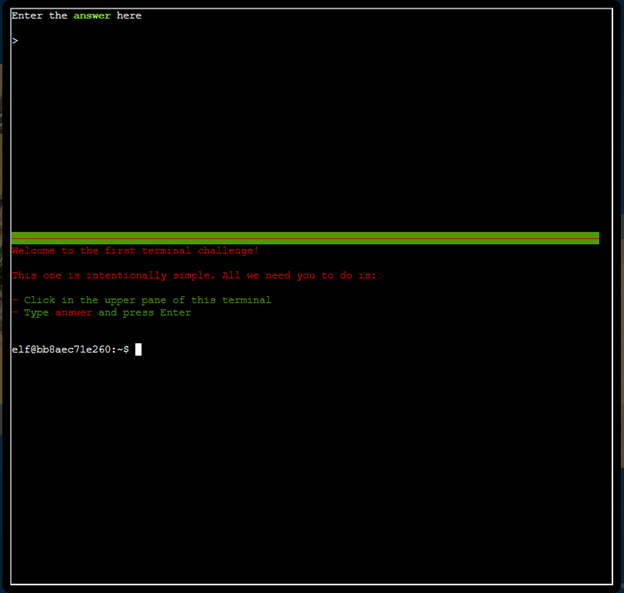 Enter the answer here
>
Welcome to the first terminal challenge!
This one is intentionally simple. All we need you to do is:
- Click in the upper pane of this terminal
- Type answer and press Enter
elf@bb8aec71e260:~$